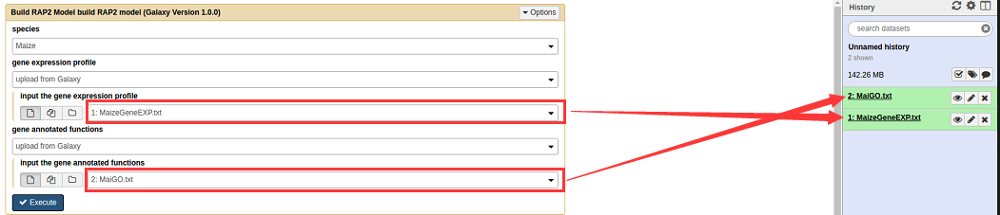 Build RAP2 Model build RAP2 model (Galaxy Version 1.0.0)
Options
species
Maize
gene expression profile
upload from Galaxy
input the gene expression profile
1: MaizeGeneEXP.txt
gene annotated functions
upload from Galaxy
input the gene annotated functions
2: MaiGO.txt
Execute
History
search datasets
Unnamed history
2 shown
142.26 MB
2: MaiGO.txt
1: MaizeGeneEXP.txt